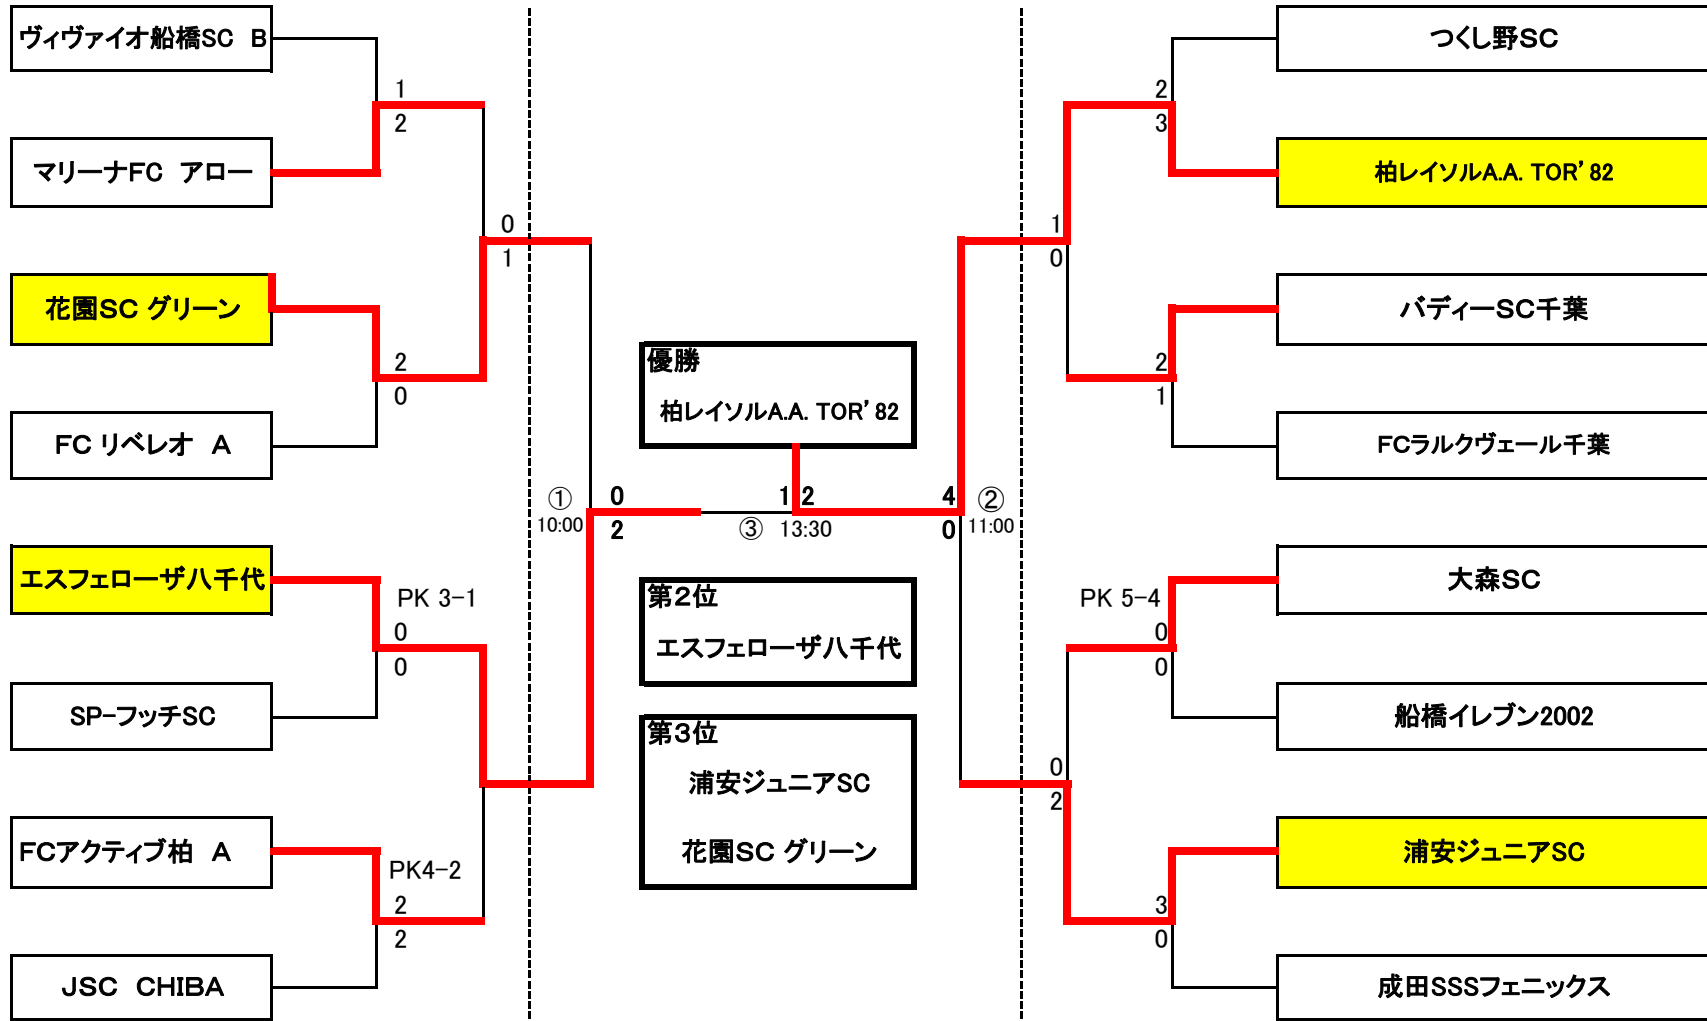 ヴィヴァイオ船橋SC B
1
2
マリーナFC アロー
0
1
花園SC グリーン
2
0
FC リベレオ A
エスフェローザ八千代
PK 3-1
0
0
SP-フッチSC
FCアクティブ柏 A
PK4-2
2
2
JSC CHIBA
①
10:00
0
2
優勝
柏レイソルA.A. TOR’82
1 2
③ 13:30
4
0
②
11:00
第2位
エスフェローザ八千代
第3位
浦安ジュニアSC
花園SC グリーン
つくし野SC
2
3
柏レイソルA.A. TOR’82
1
0
バディーSC千葉
2
1
FCラルクヴェール千葉
大森SC
PK 5-4
0
0
船橋イレブン2002
0
2
浦安ジュニアSC
3
0
成田SSSフェニックス